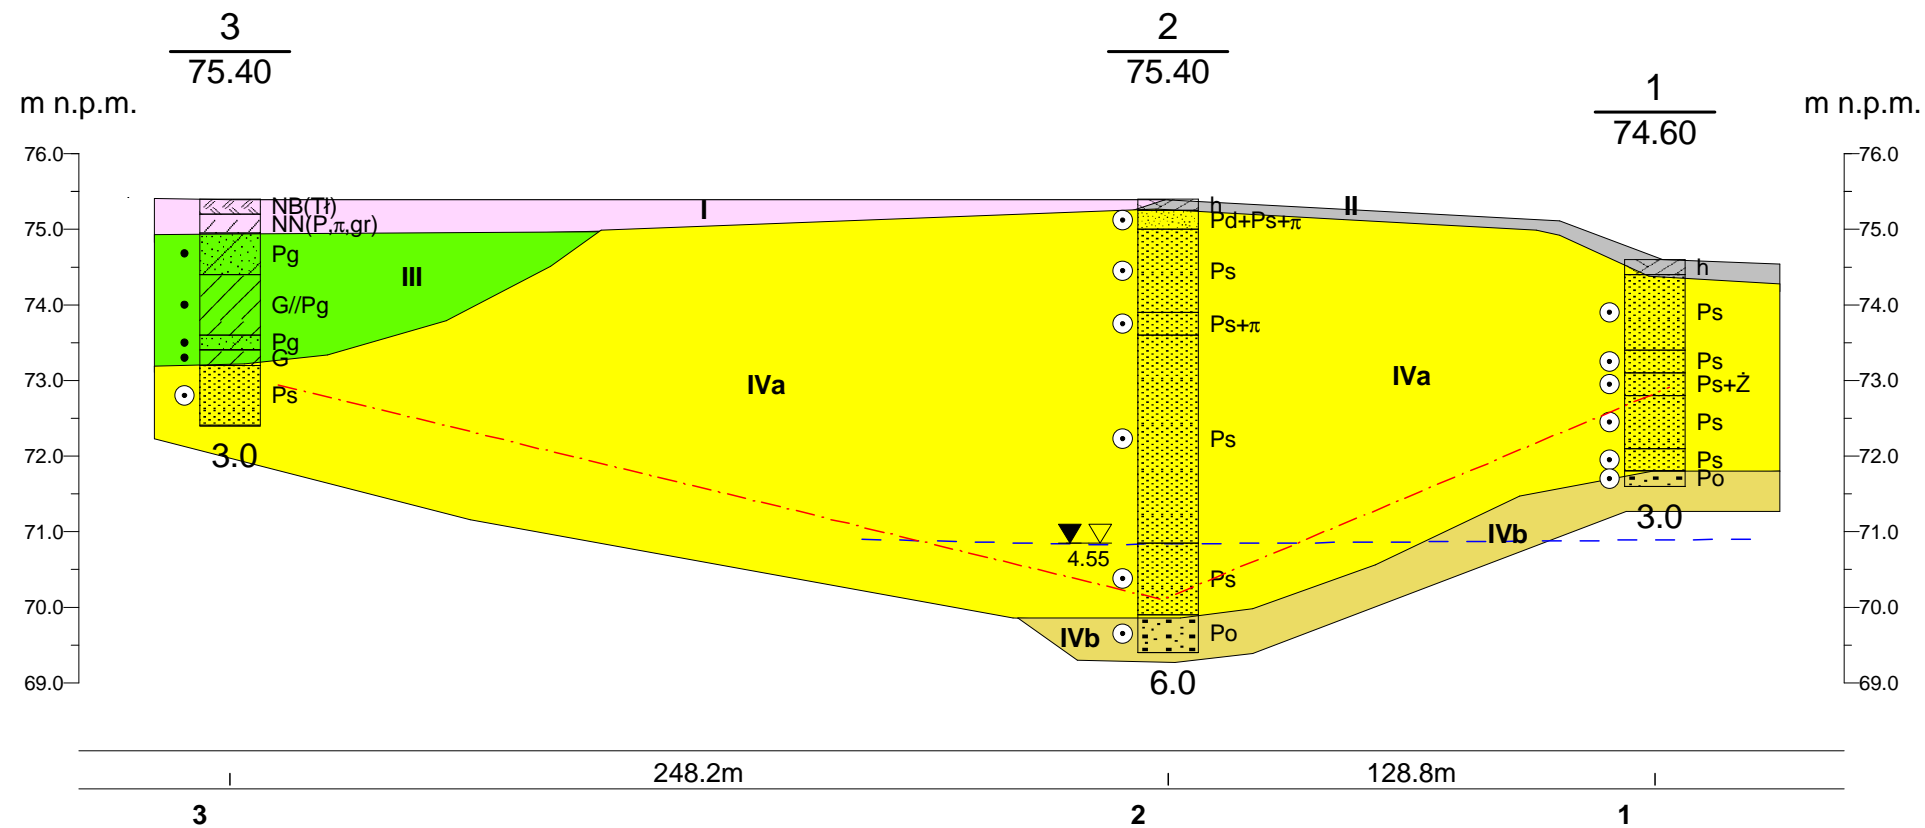 3
75.40
2
75.40
1
74.60
m n.p.m.
m n.p.m.
76.0
75.0
74.0
73.0
72.0
71.0
70.0
69.0
NB(Tł)
NN(P,π,gr)
Pg
G//Pg
Pg
G
Ps
3.0
I
II
III
IVa
IVa
IVb
IVb
h
Pd+Ps+π
Ps
Ps+π
Ps
4.55
Ps
Po
6.0
h
Ps
Ps
Ps+Ż
Ps
Ps
Po
3.0
76.0
75.0
74.0
73.0
72.0
71.0
70.0
69.0
248.2m
128.8m
3
2
1